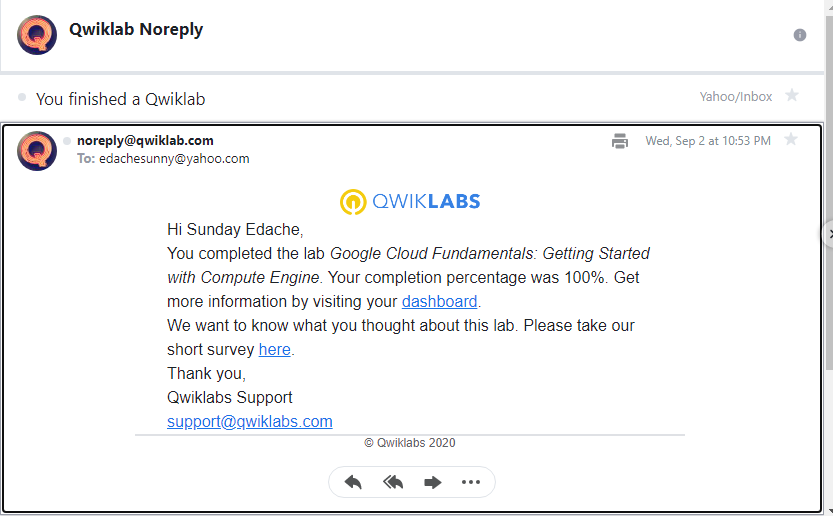 Qwiklab Noreply
You finished a Qwiklab
Yahoo/Inbox
noreply@qwiklab.com
Wed, Sep 2 at 10:53 PM
To: edachesunny@yahoo.com
QWIKLABS
Hi Sunday Edache,
You completed the lab Google Cloud Fundamentals: Getting Started
with Compute Engine. Your completion percentage was 100%. Get
more information by visiting your dashboard.
We want to know what you thought about this lab. Please take our
short survey here.
Thank you,
Qwiklabs Support
support@qwiklabs.com
© Qwiklabs 2020